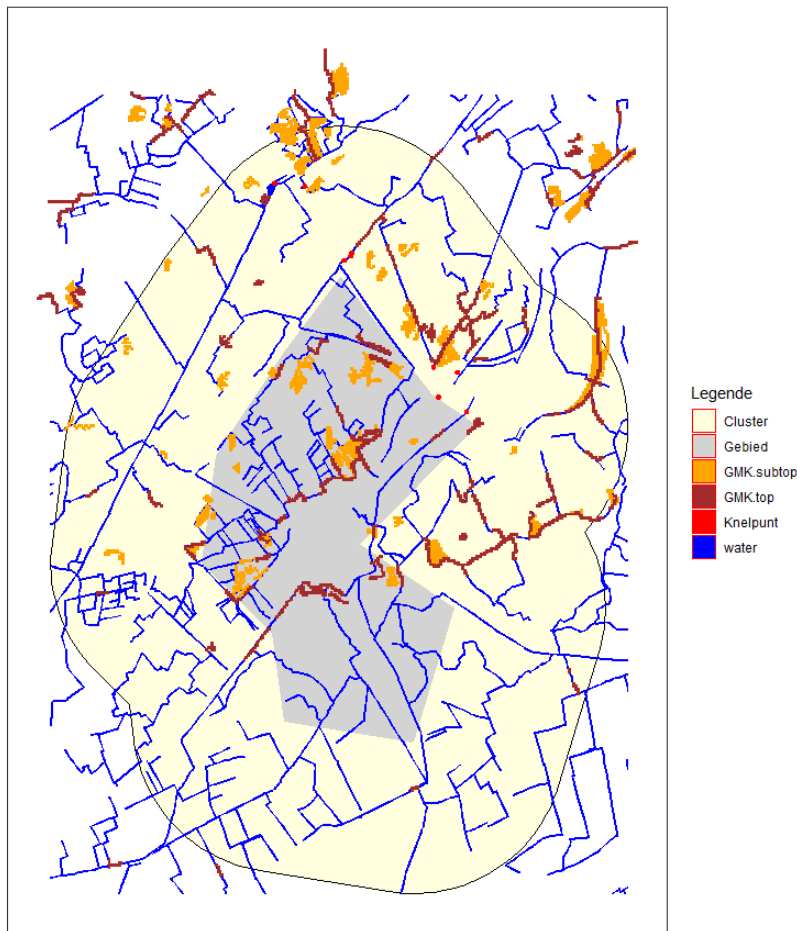 Legende
Cluster
Gebied
GMK.subtop
GMK.top
Knelpunt
water